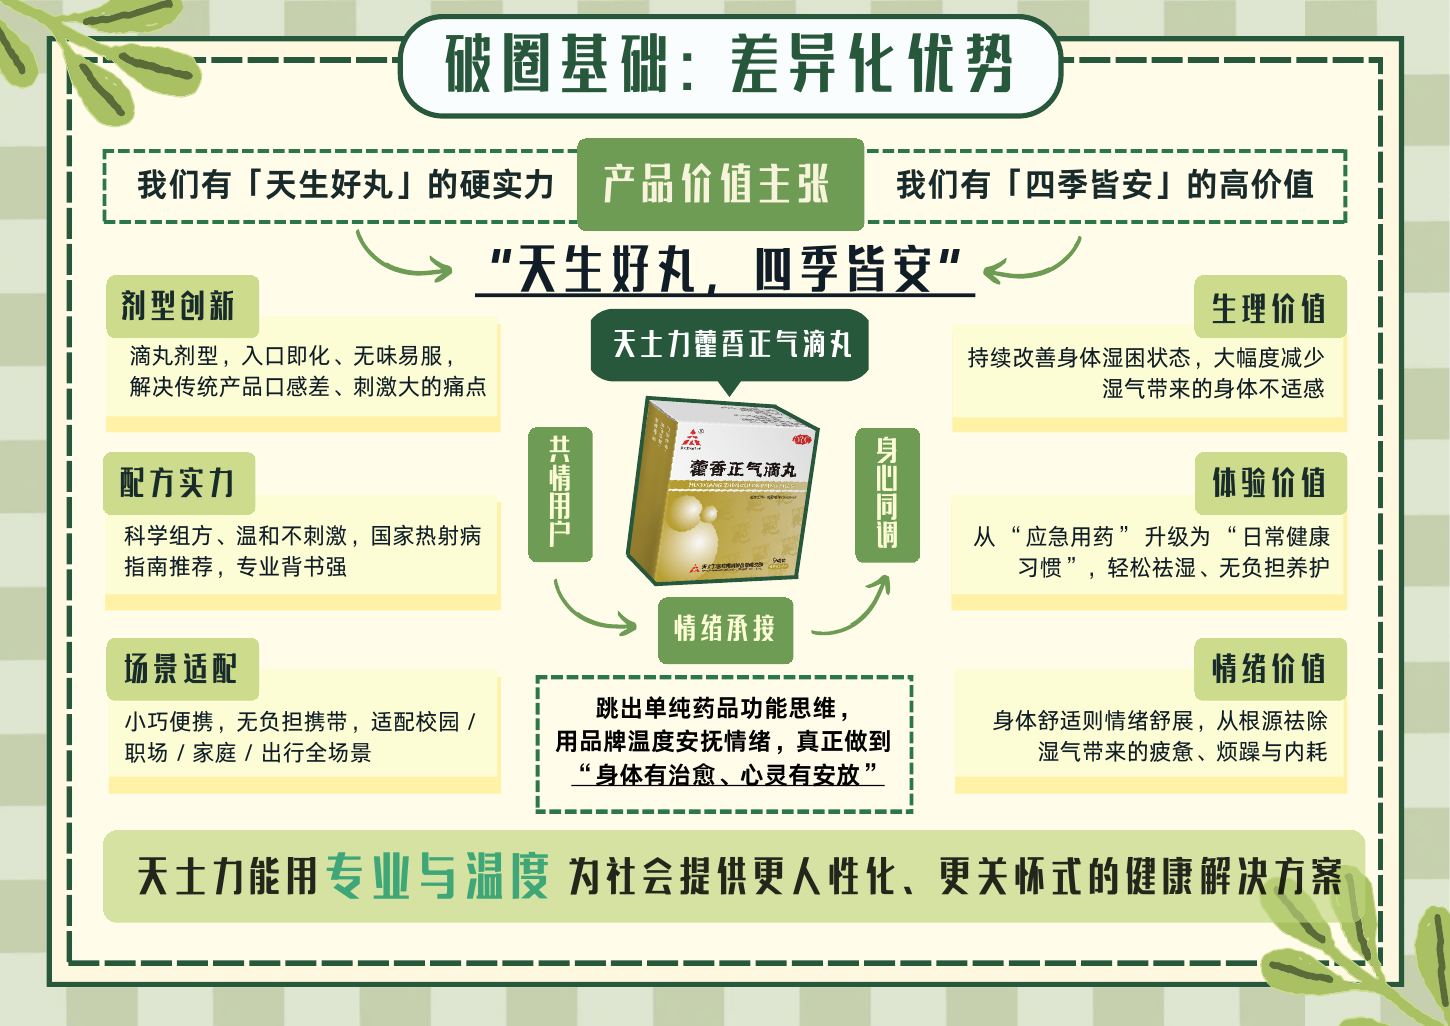 破圈基础：差异化优势
我们有「天生好丸」的硬实力
产品价值主张
我们有「四季皆安」的高价值
“天生好丸，四季皆安”
剂型创新
滴丸剂型，入口即化、无味易服，
解决传统产品口感差、刺激大的痛点
配方实力
科学组方、温和不刺激，国家热射病
指南推荐，专业背书强
场景适配
小巧便携，无负担携带，适配校园 /
职场 / 家庭 / 出行全场景
天士力藿香正气滴丸
共情用户
藿香正气滴丸
OTC
身心同调
情绪承接
跳出单纯药品功能思维，
用品牌温度安抚情绪，真正做到
“身体有治愈、心灵有安放”
生理价值
持续改善身体湿困状态，大幅度减少
湿气带来的身体不适感
体验价值
从“应急用药”升级为“日常健康
习惯”，轻松祛湿、无负担养护
情绪价值
身体舒适则情绪舒展，从根源祛除
湿气带来的疲惫、烦躁与内耗
天士力能用专业与温度 为社会提供更人性化、更关怀式的健康解决方案